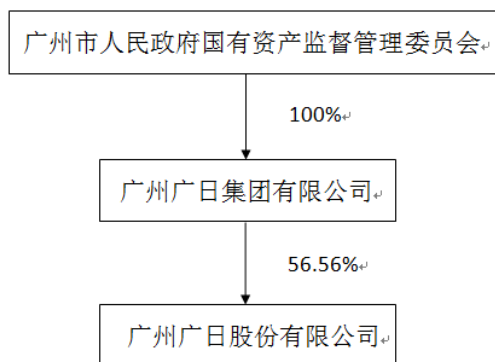 广州市人民政府国有资产监督管理委员会
100%
广州广日集团有限公司
56.56%
广州广日股份有限公司